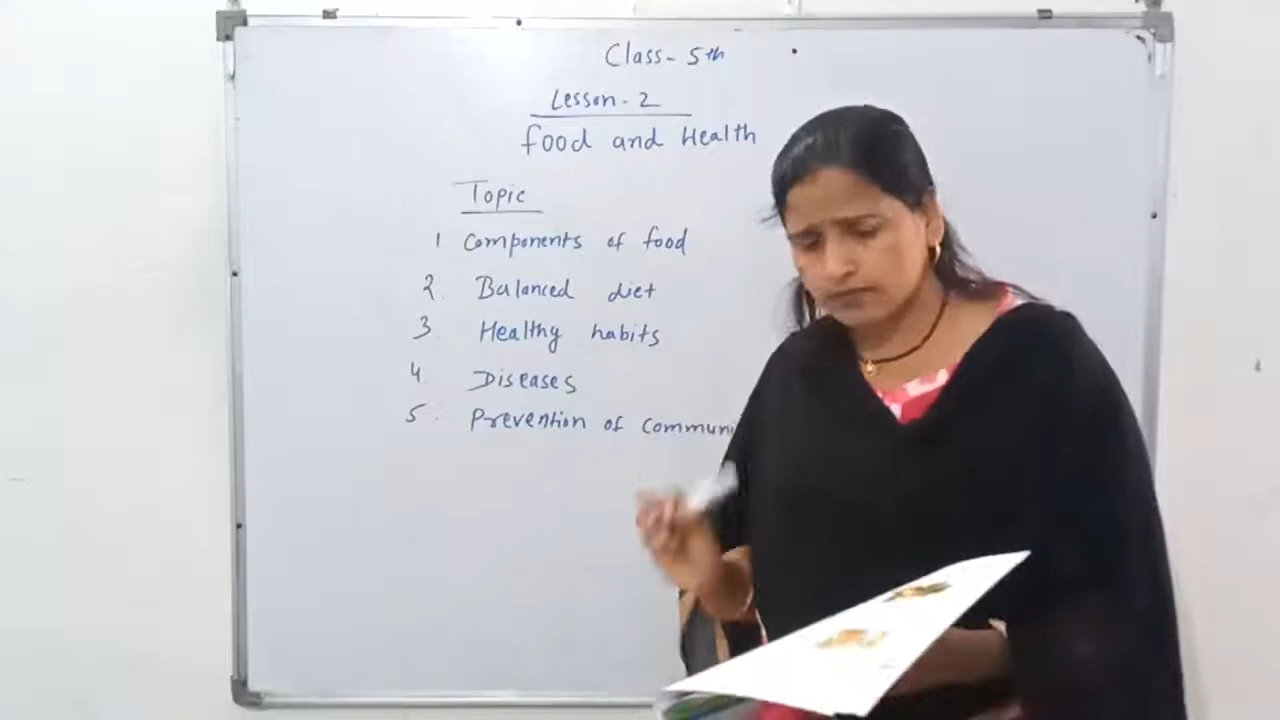 Class - 5th
Lesson - 2
food and Health
Topic
1 Components of food
2. Balanced diet
3 Healthy habits
4. Diseases
5. Prevention of